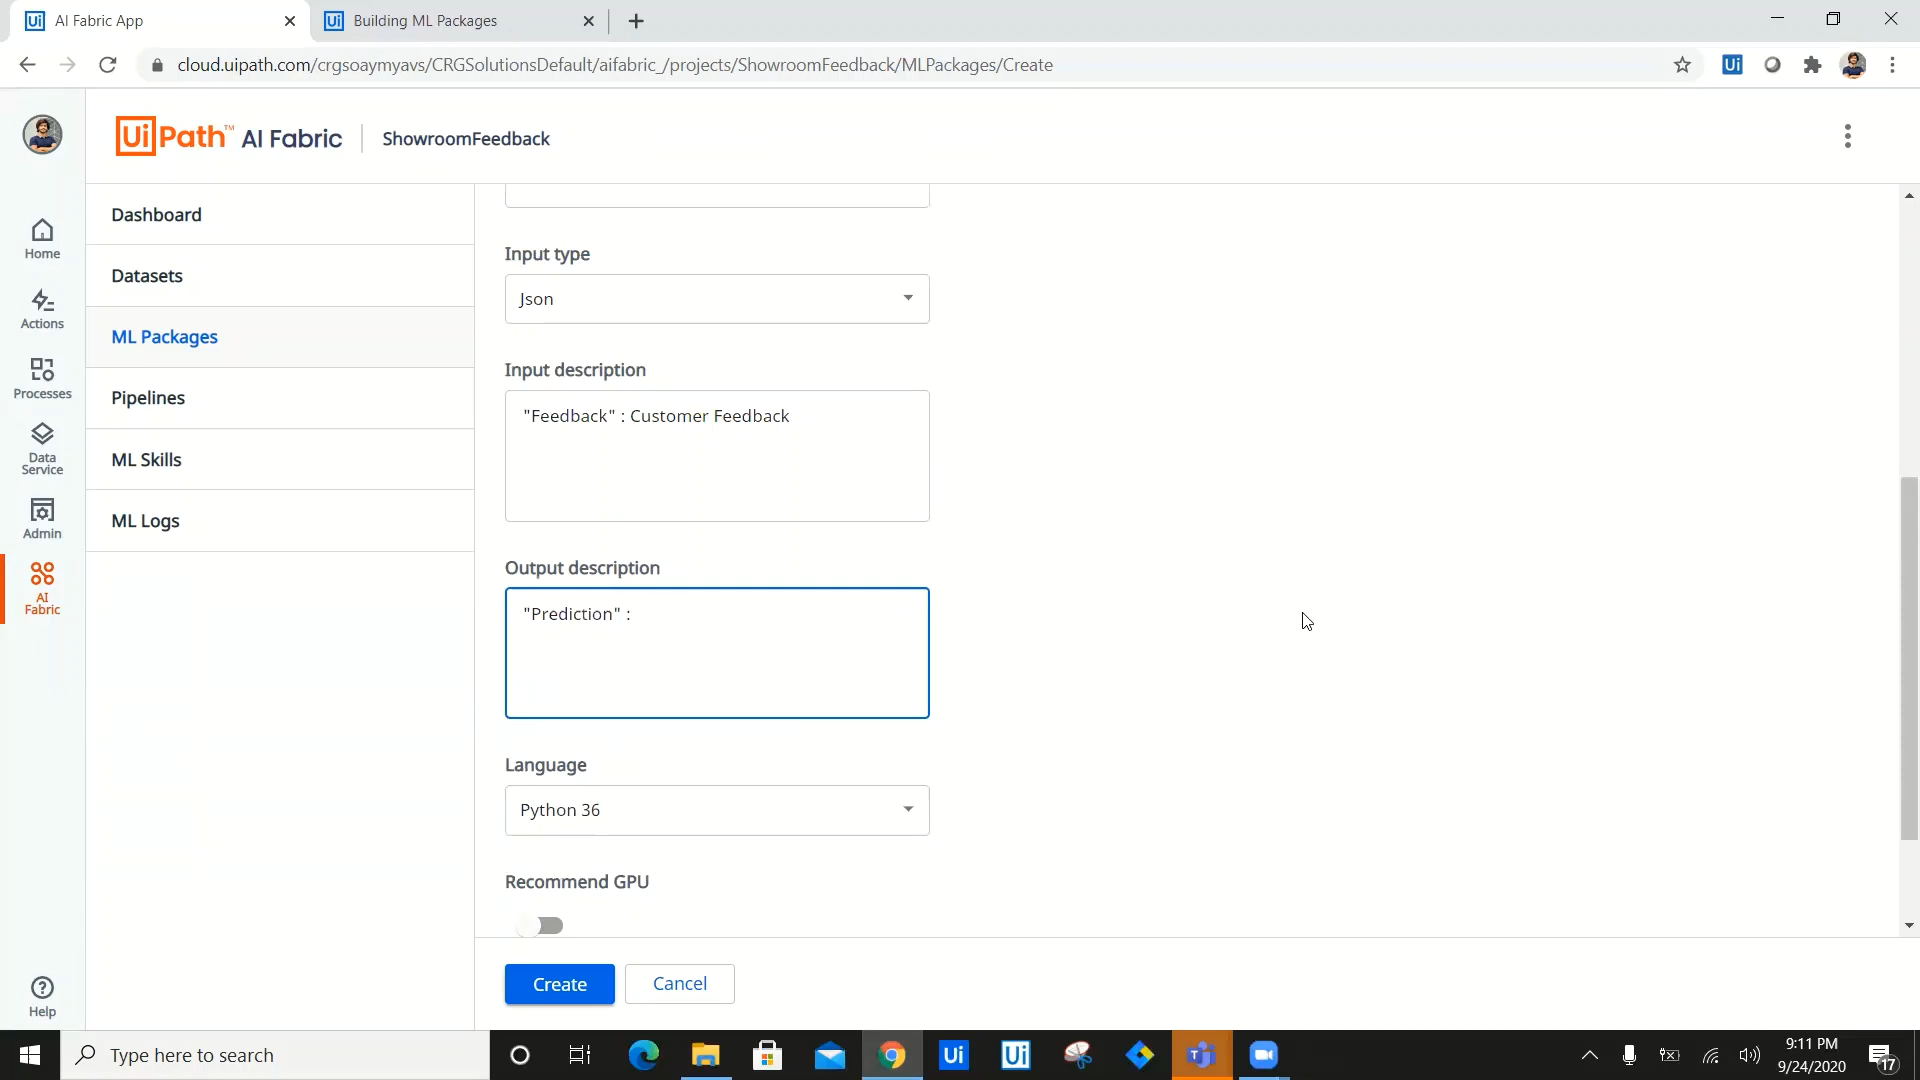 AI Fabric App
Building ML Packages
cloud.uipath.com/crgsoaymyavs/CRGSolutionsDefault/aifabric_/projects/ShowroomFeedback/MLPackages/Create
UiPath™ AI Fabric
ShowroomFeedback
Home
Actions
Processes
Data
Service
Admin
AI
Fabric
Help
Dashboard
Datasets
ML Packages
Pipelines
ML Skills
ML Logs
Input type
Json
Input description
"Feedback" : Customer Feedback
Output description
"Prediction" :
Language
Python 36
Recommend GPU
Create
Cancel
Type here to search
9:11 PM
9/24/2020
17